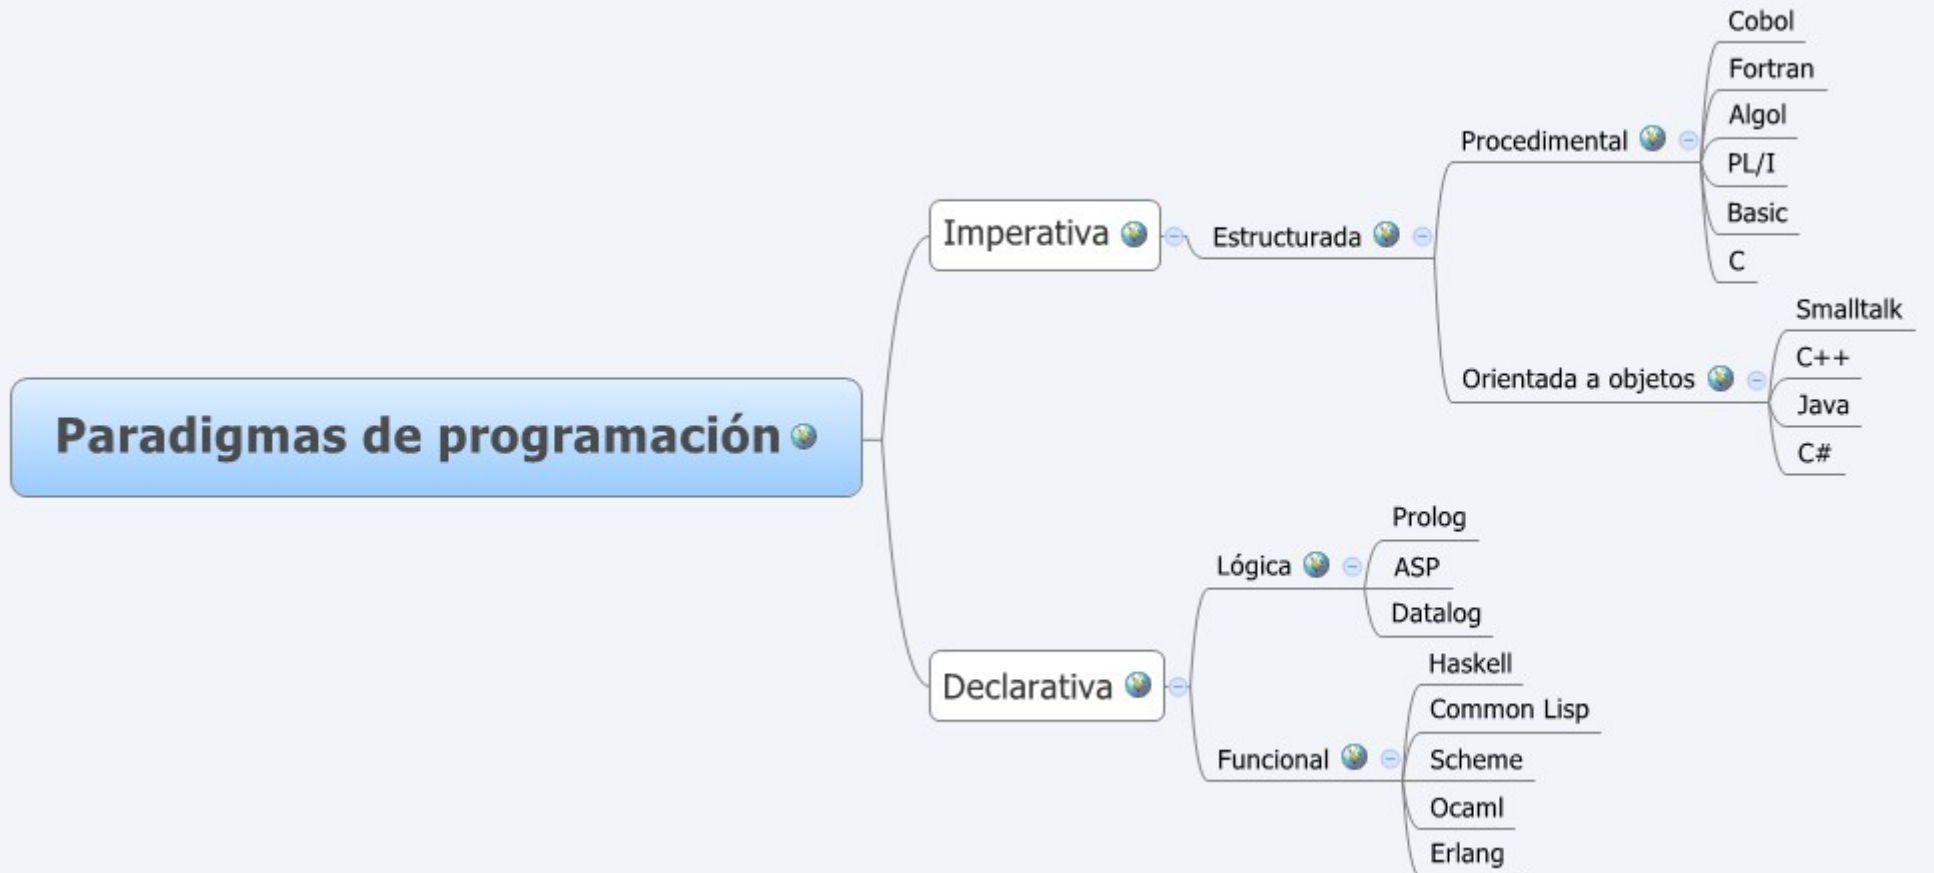 Paradigmas de programación
Imperativa
Estructurada
Procedimental
Cobol
Fortran
Algol
PL/I
Basic
C
Orientada a objetos
Smalltalk
C++
Java
C#
Declarativa
Lógica
Prolog
ASP
Datalog
Funcional
Haskell
Common Lisp
Scheme
Ocaml
Erlang